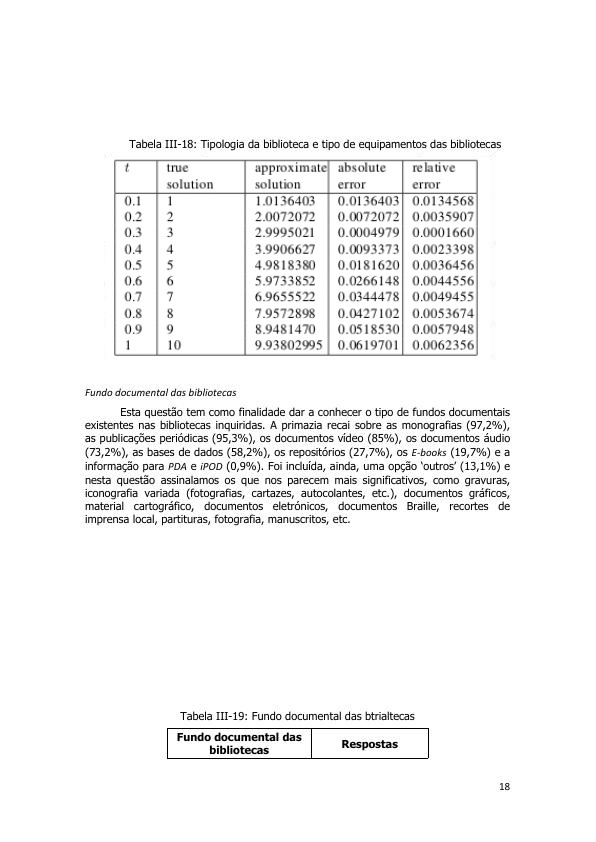 Tabela III-18: Tipologia da biblioteca e tipo de equipamentos das bibliotecas
t true solution approximate solution absolute error relative error
0.1 1 1.0136403 0.0136403 0.0134568
0.2 2 2.0072072 0.0072072 0.0035907
0.3 3 2.9995021 0.0004979 0.0001660
0.4 4 3.9906627 0.0093373 0.0023398
0.5 5 4.9818380 0.0181620 0.0036456
0.6 6 5.9733852 0.0266148 0.0044556
0.7 7 6.9655522 0.0344478 0.0049455
0.8 8 7.9572898 0.0427102 0.0053674
0.9 9 8.9481470 0.0518530 0.0057948
1 10 9.93802995 0.0619701 0.0062356
Fundo documental das bibliotecas
Esta questão tem como finalidade dar a conhecer o tipo de fundos documentais
existentes nas bibliotecas inquiridas. A primazia recai sobre as monografias (97,2%),
as publicações periódicas (95,3%), os documentos vídeo (85%), os documentos áudio
(73,2%), as bases de dados (58,2%), os repositórios (27,7%), os E-books (19,7%) e a
informação para PDA e iPOD (0,9%). Foi incluída, ainda, uma opção ‘outros’ (13,1%) e
nesta questão assinalamos os que nos parecem mais significativos, como gravuras,
iconografia variada (fotografias, cartazes, autocolantes, etc.), documentos gráficos,
material cartográfico, documentos eletrónicos, documentos Braille, recortes de
imprensa local, partituras, fotografia, manuscritos, etc.
Tabela III-19: Fundo documental das btrialtecas
Fundo documental das
bibliotecas
Respostas
18